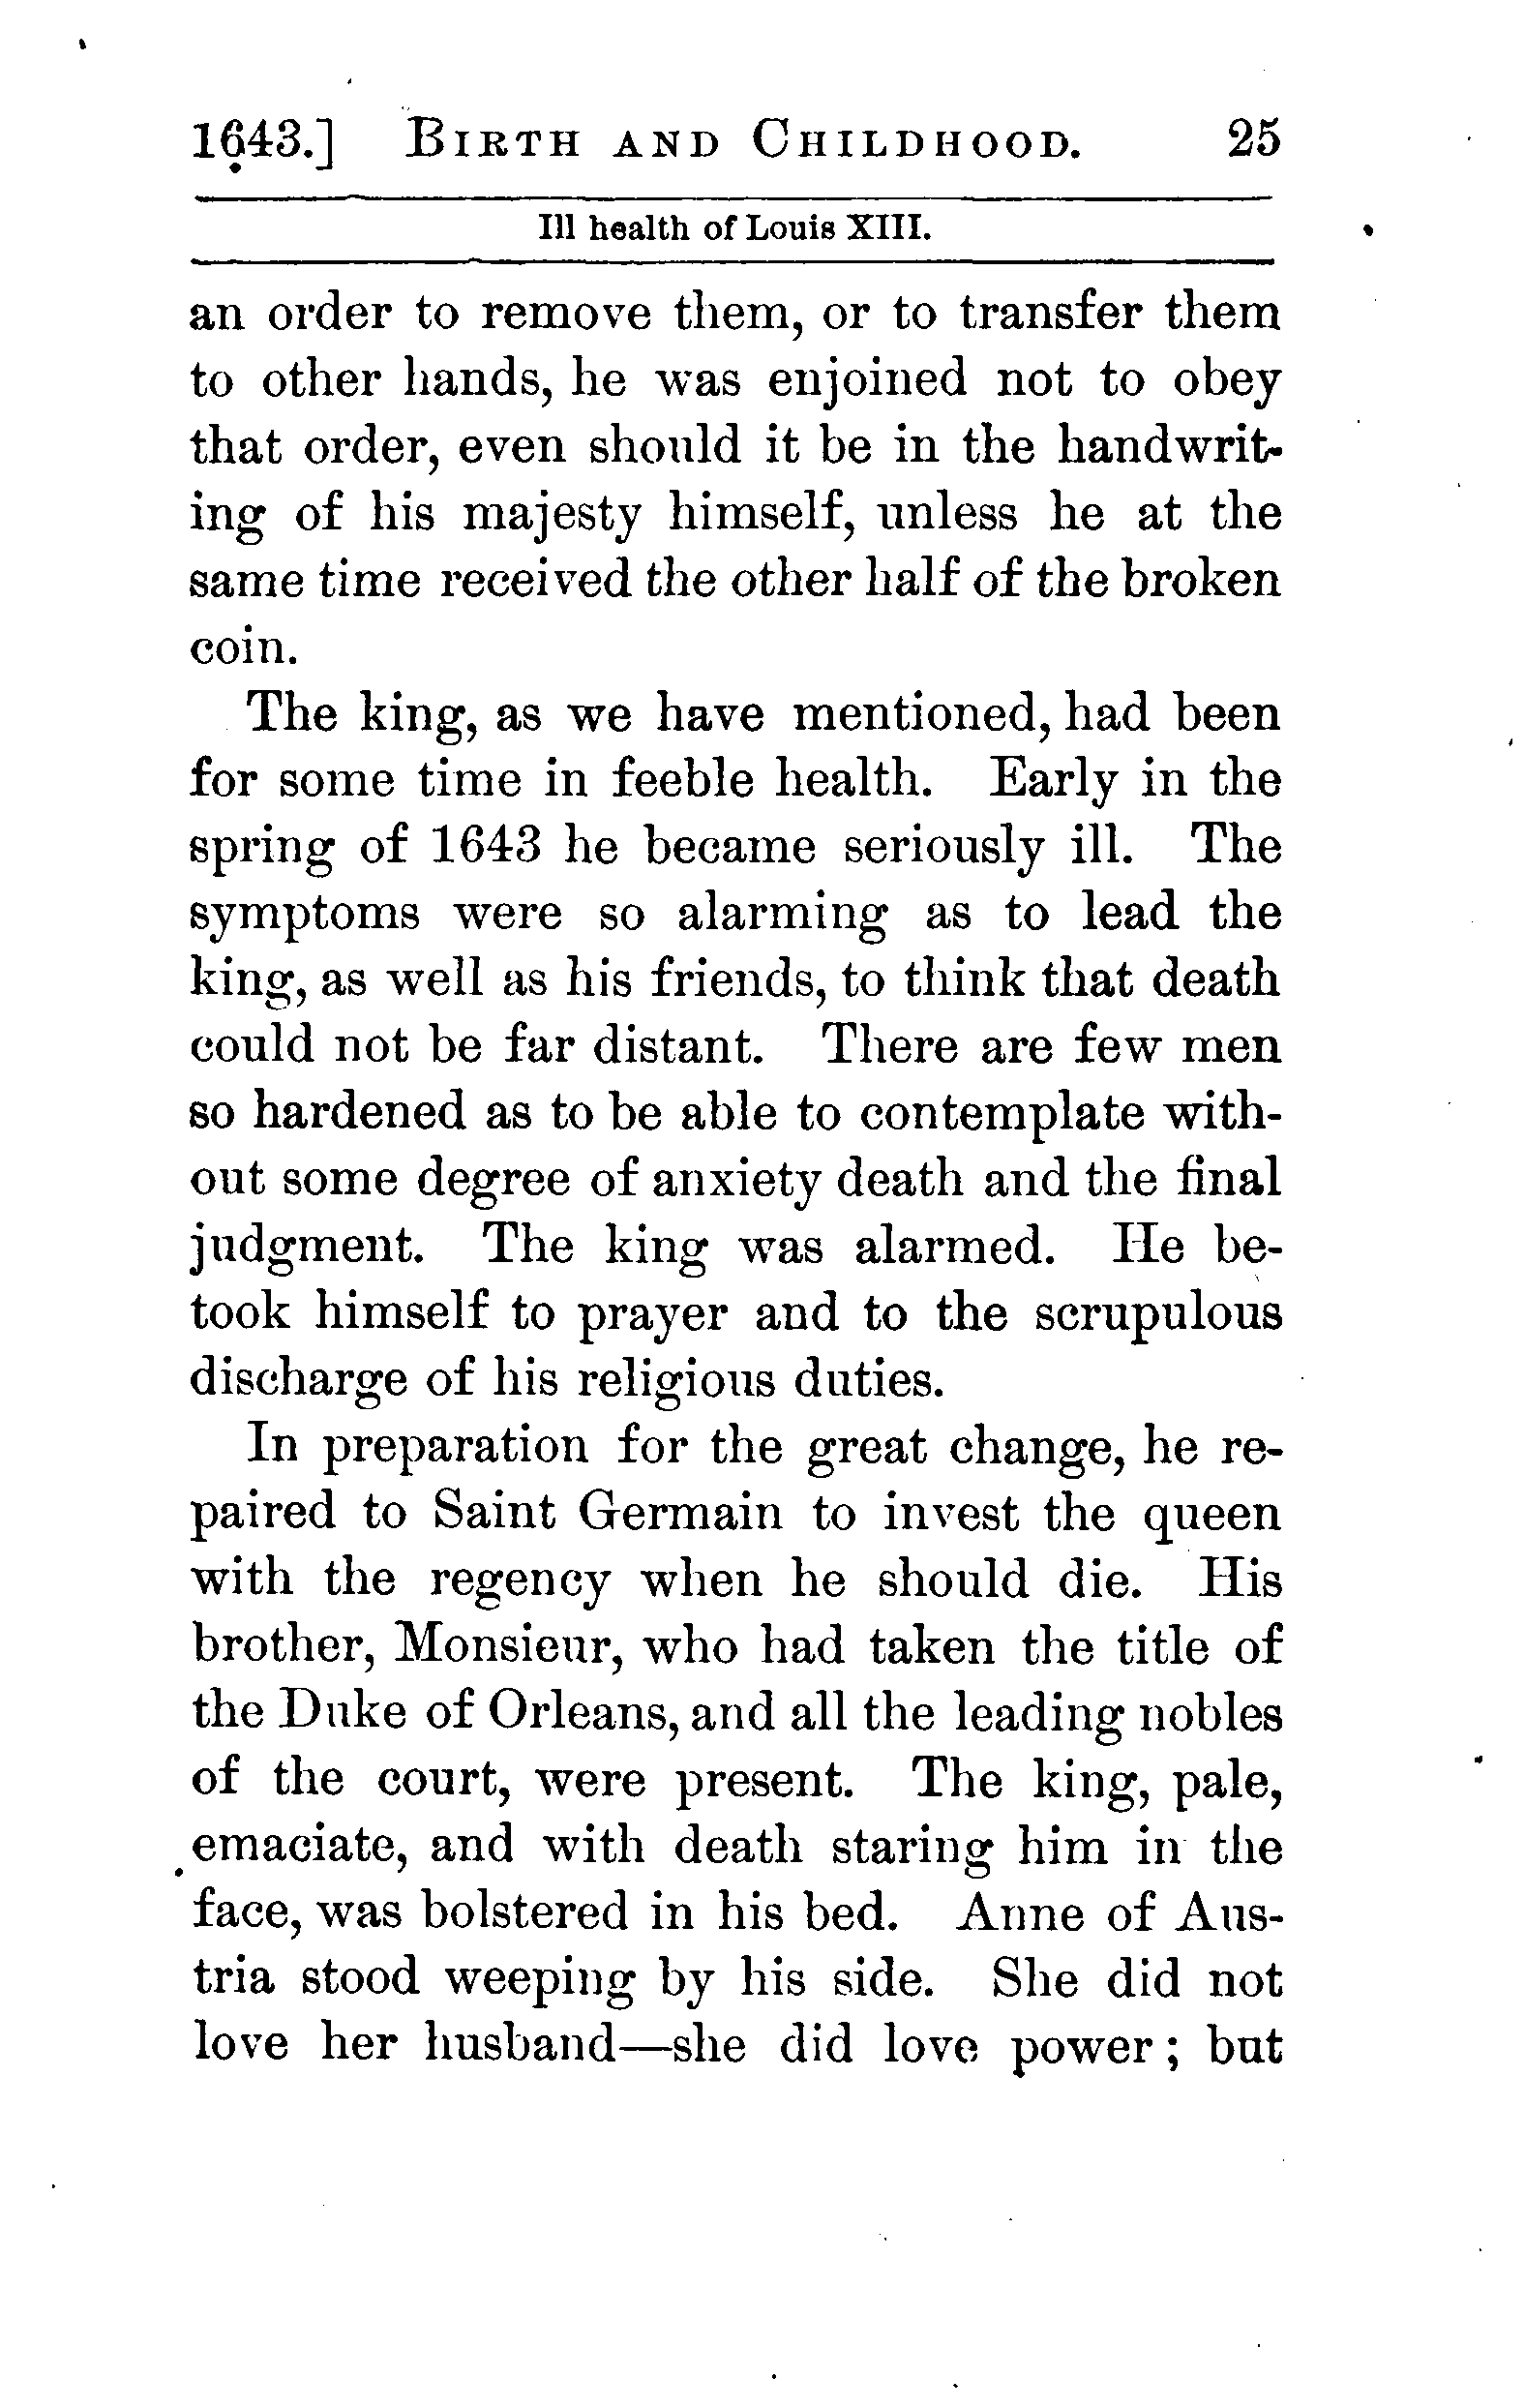 1643.] BIRTH AND CHILDHOOD. 25
Ill health of Louis XIII.
an order to remove them, or to transfer them
to other hands, he was enjoined not to obey
that order, even should it be in the handwrit-
ing of his majesty himself, unless he at the
same time received the other half of the broken
coin.
The king, as we have mentioned, had been
for some time in feeble health. Early in the
spring of 1643 he became seriously ill. The
symptoms were so alarming as to lead the
king, as well as his friends, to think that death
could not be far distant. There are few men
so hardened as to be able to contemplate with-
out some degree of anxiety death and the final
judgment. The king was alarmed. He be-
took himself to prayer and to the scrupulous
discharge of his religious duties.
In preparation for the great change, he re-
paired to Saint Germain to invest the queen
with the regency when he should die. His
brother, Monsieur, who had taken the title of
the Duke of Orleans, and all the leading nobles
of the court, were present. The king, pale,
emaciate, and with death staring him in the
face, was bolstered in his bed. Anne of Aus-
tria stood weeping by his side. She did not
love her husband—she did love power; but